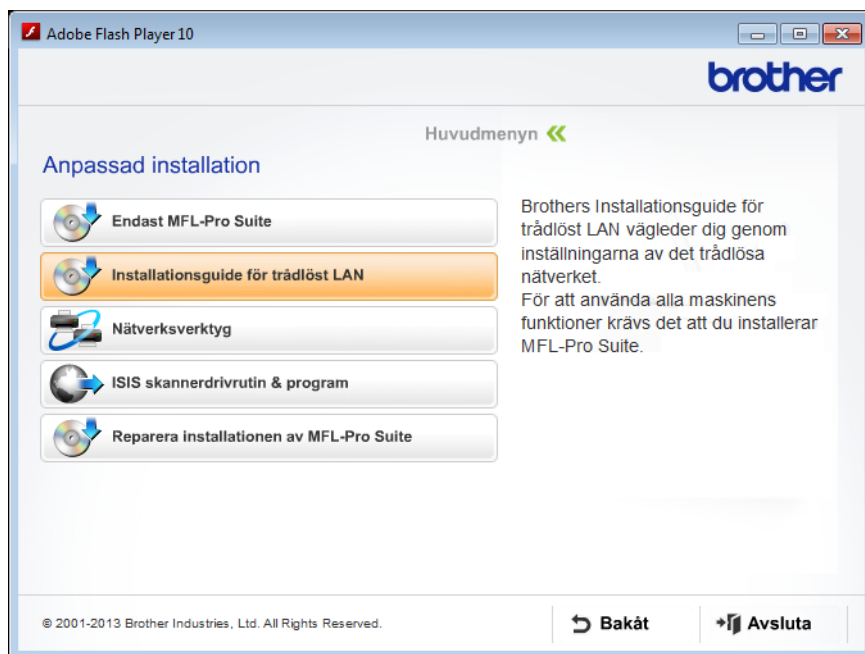 Adobe Flash Player 10
brother
Huvudmenyn
Anpassad installation
Endast MFL-Pro Suite
Installationsguide för trådlöst LAN
Nätverksverktyg
ISIS skannerdrivrutin & program
Reparera installationen av MFL-Pro Suite
Brothers Installationsguide för
trådlöst LAN vägleder dig genom
inställningarna av det trådlösa
nätverket.
För att använda alla maskinens
funktioner krävs det att du installerar
MFL-Pro Suite.
© 2001-2013 Brother Industries, Ltd. All Rights Reserved.
Bakåt
Avsluta